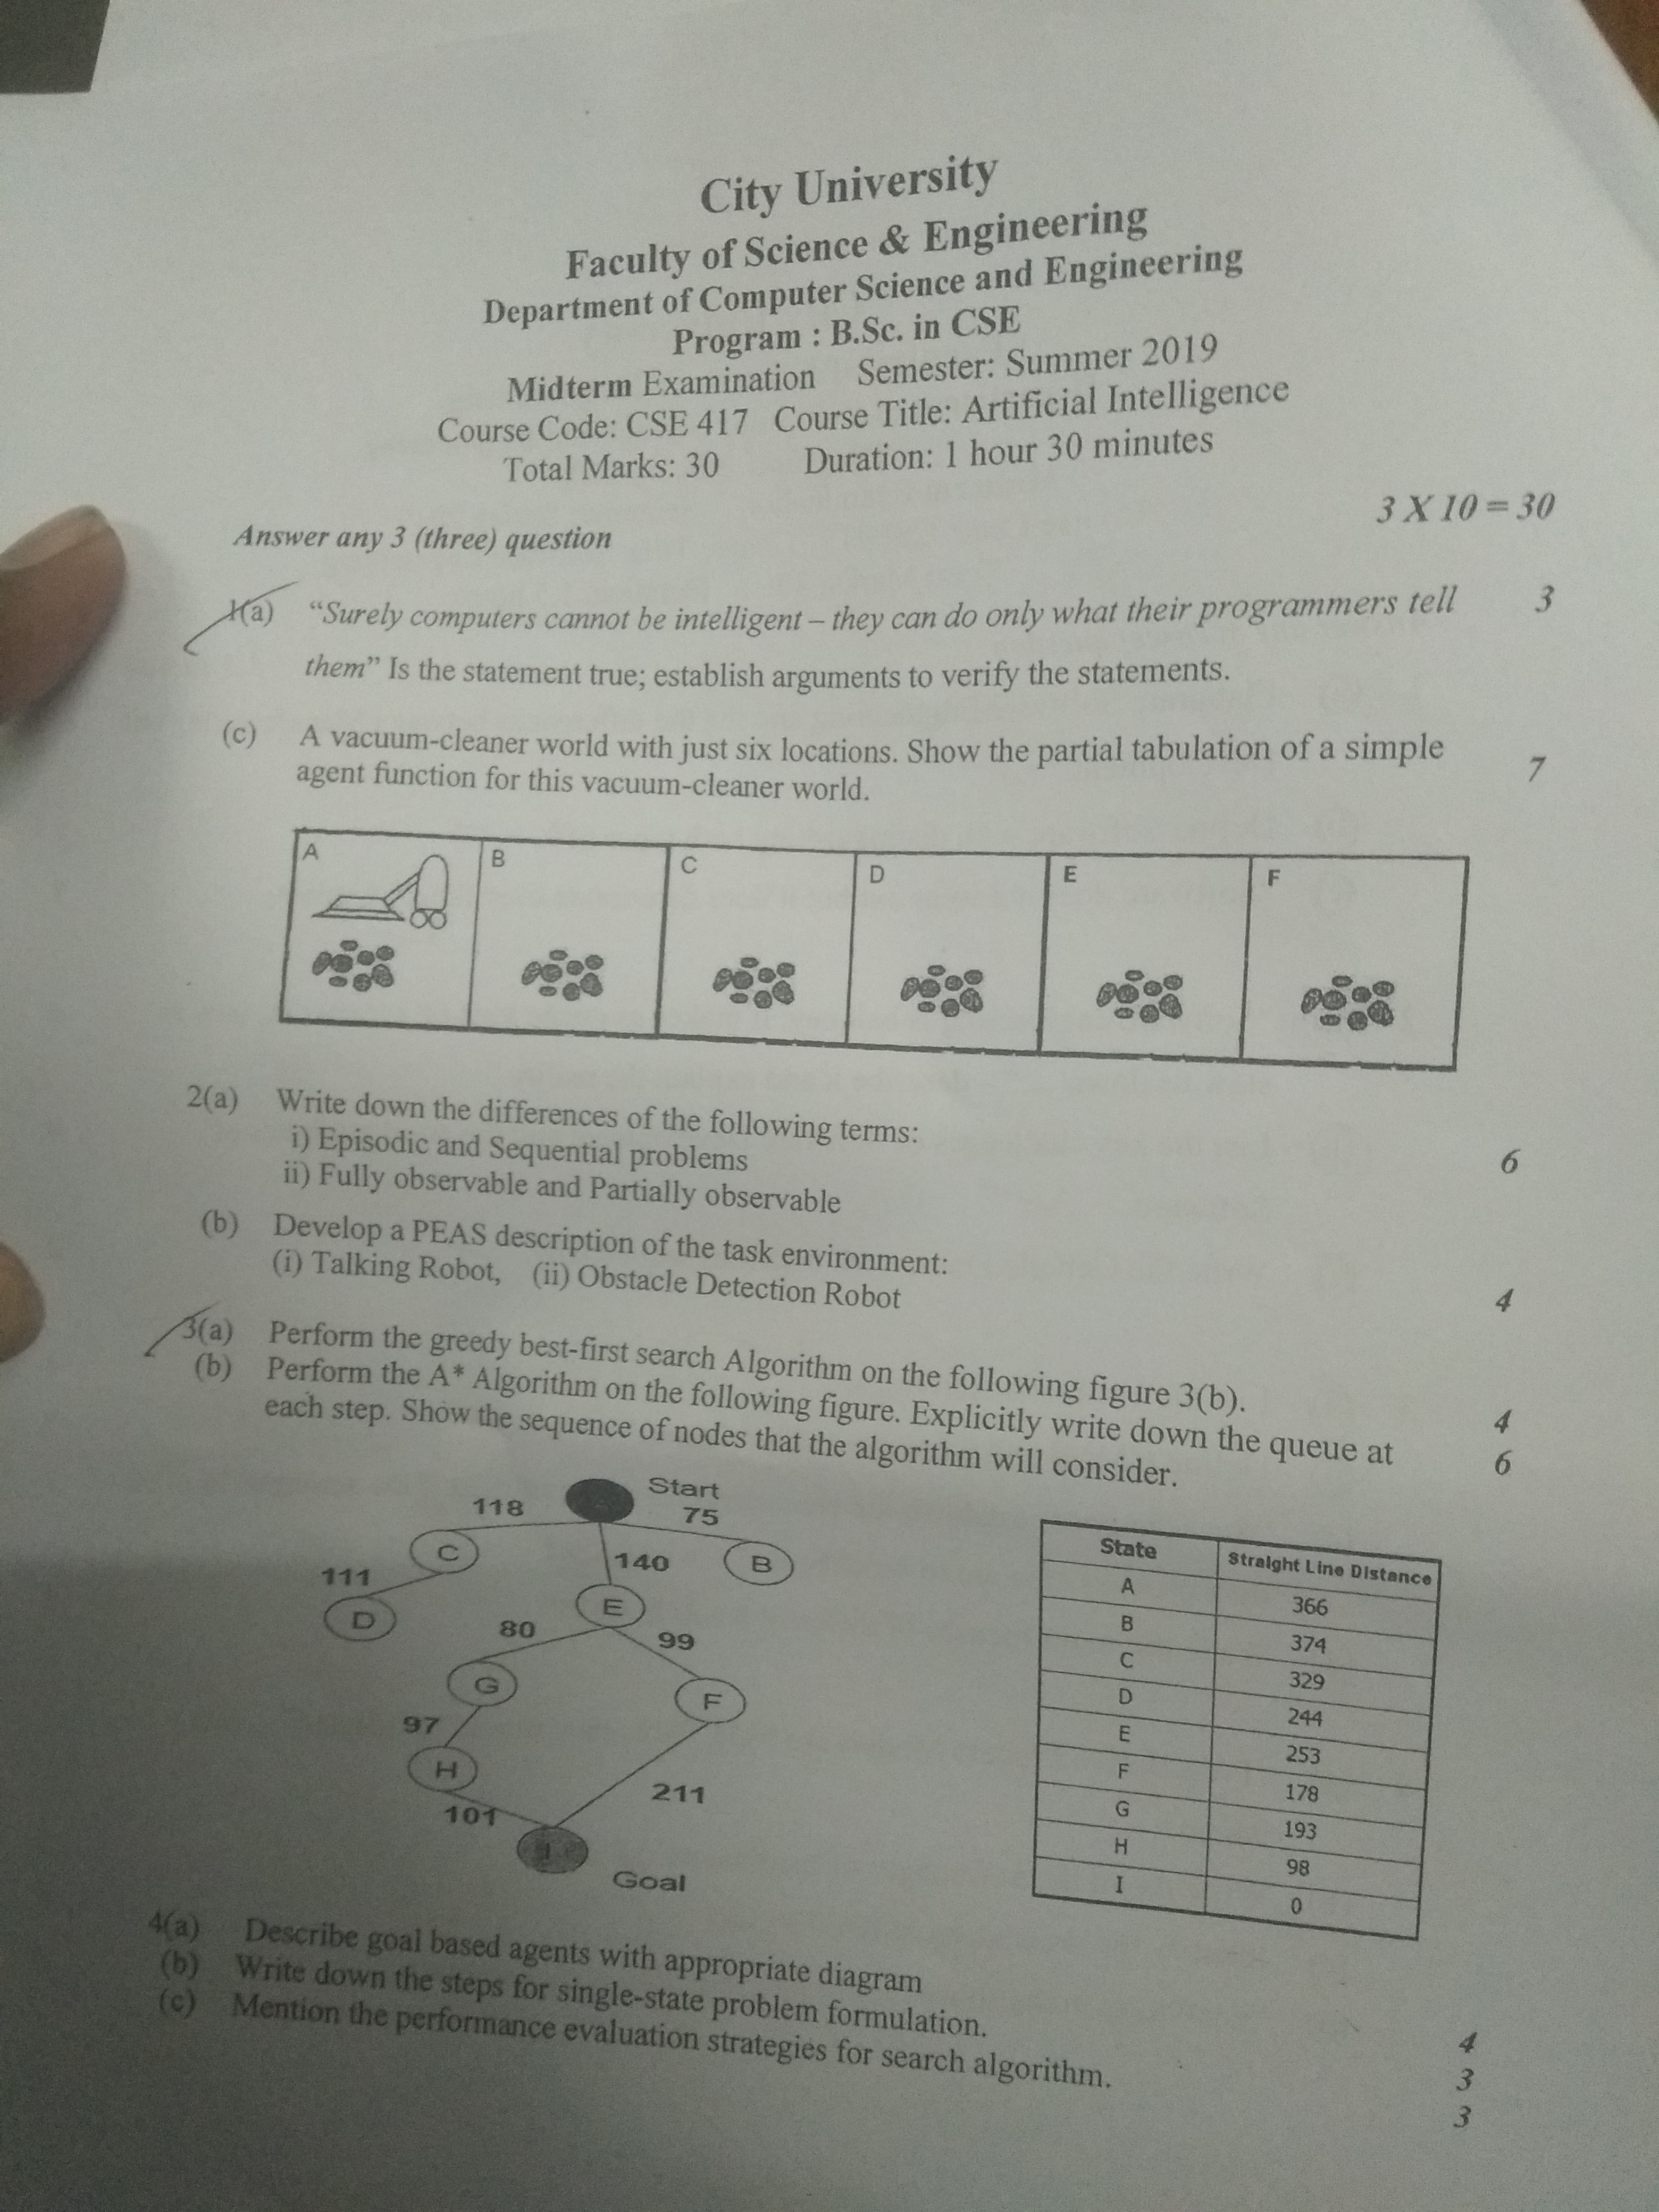 City University
Faculty of Science & Engineering
Department of Computer Science and Engineering
Program : B.Sc. in CSE
Midterm Examination Semester: Summer 2019
Course Code: CSE 417 Course Title: Artificial Intelligence
Total Marks: 30 Duration: 1 hour 30 minutes
3 X 10 = 30
Answer any 3 (three) question
1(a) “Surely computers cannot be intelligent – they can do only what their programmers tell 3
them” Is the statement true; establish arguments to verify the statements.
(c) A vacuum-cleaner world with just six locations. Show the partial tabulation of a simple 7
agent function for this vacuum-cleaner world.
A B C D E F
2(a) Write down the differences of the following terms: 6
i) Episodic and Sequential problems
ii) Fully observable and Partially observable
(b) Develop a PEAS description of the task environment: 4
(i) Talking Robot, (ii) Obstacle Detection Robot
3(a) Perform the greedy best-first search Algorithm on the following figure 3(b). 4
(b) Perform the A* Algorithm on the following figure. Explicitly write down the queue at 6
each step. Show the sequence of nodes that the algorithm will consider.
Start
118 75
C 140 B
111
D E
80 99
G F
97
H 211
101
Goal
State Straight Line Distance
A 366
B 374
C 329
D 244
E 253
F 178
G 193
H 98
I 0
4(a) Describe goal based agents with appropriate diagram 4
(b) Write down the steps for single-state problem formulation. 3
(c) Mention the performance evaluation strategies for search algorithm. 3